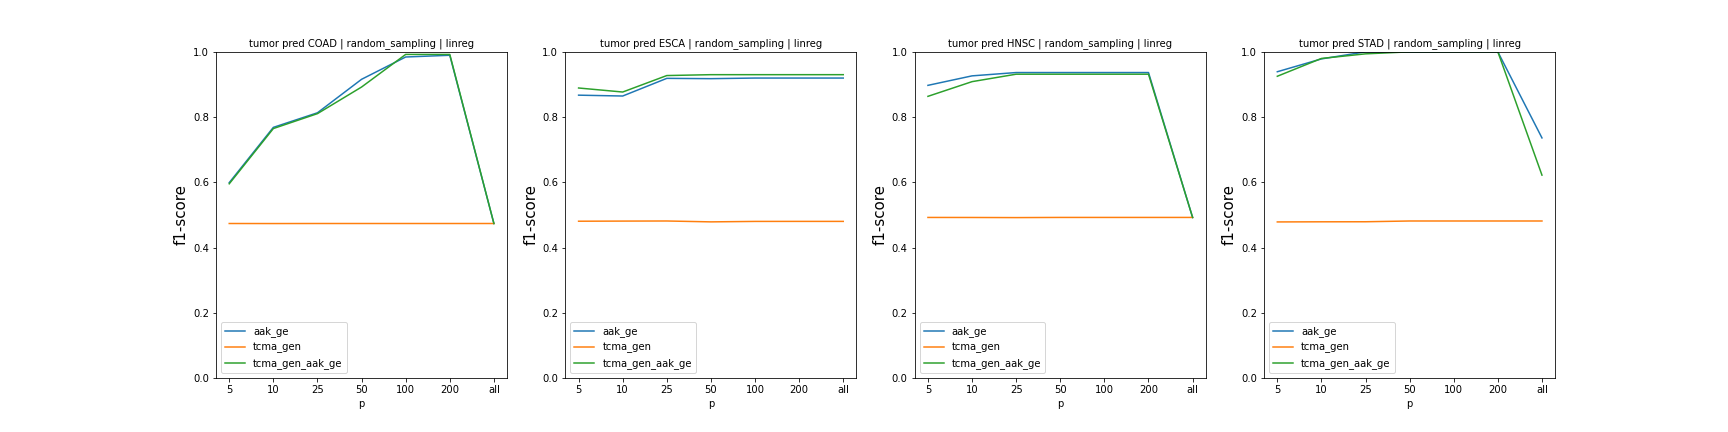 tumor pred COAD | random_sampling | linreg
1.0
0.8
0.6
0.4
0.2
0.0
f1-score
5 10 25 50 100 200 all
p
aak_ge
tcma_gen
tcma_gen_aak_ge
tumor pred ESCA | random_sampling | linreg
1.0
0.8
0.6
0.4
0.2
0.0
f1-score
5 10 25 50 100 200 all
p
aak_ge
tcma_gen
tcma_gen_aak_ge
tumor pred HNSC | random_sampling | linreg
1.0
0.8
0.6
0.4
0.2
0.0
f1-score
5 10 25 50 100 200 all
p
aak_ge
tcma_gen
tcma_gen_aak_ge
tumor pred STAD | random_sampling | linreg
1.0
0.8
0.6
0.4
0.2
0.0
f1-score
5 10 25 50 100 200 all
p
aak_ge
tcma_gen
tcma_gen_aak_ge